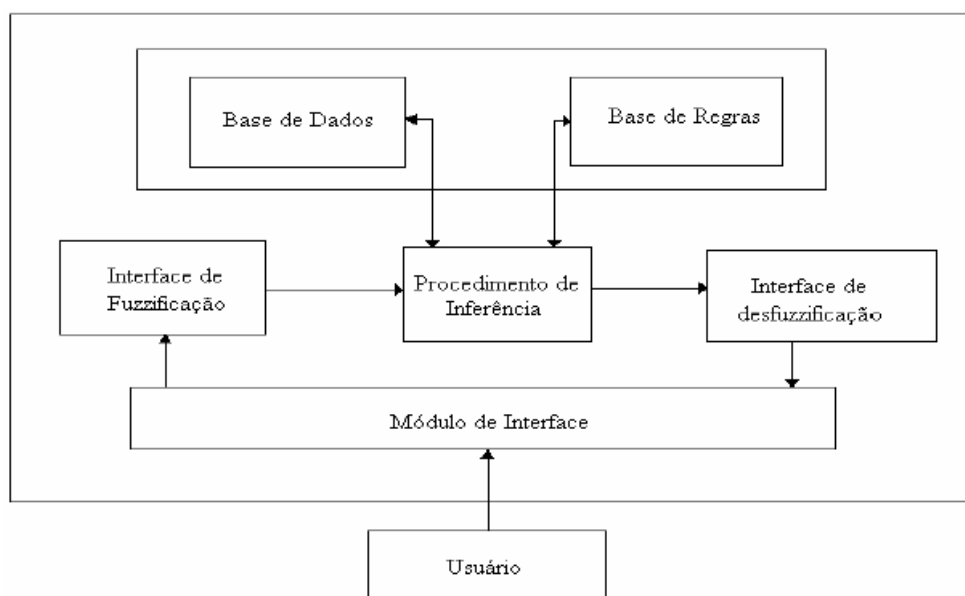 Base de Dados
Base de Regras
Interface de
Fuzzificação
Procedimento de
Inferência
Interface de
desfuzzificação
Módulo de Interface
Usuário